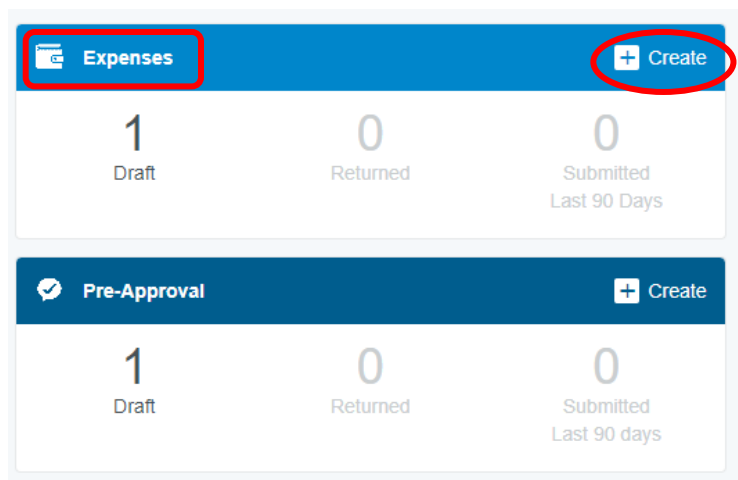 Expenses
+ Create
1
Draft
0
Returned
0
Submitted
Last 90 Days
Pre-Approval
+ Create
1
Draft
0
Returned
0
Submitted
Last 90 days